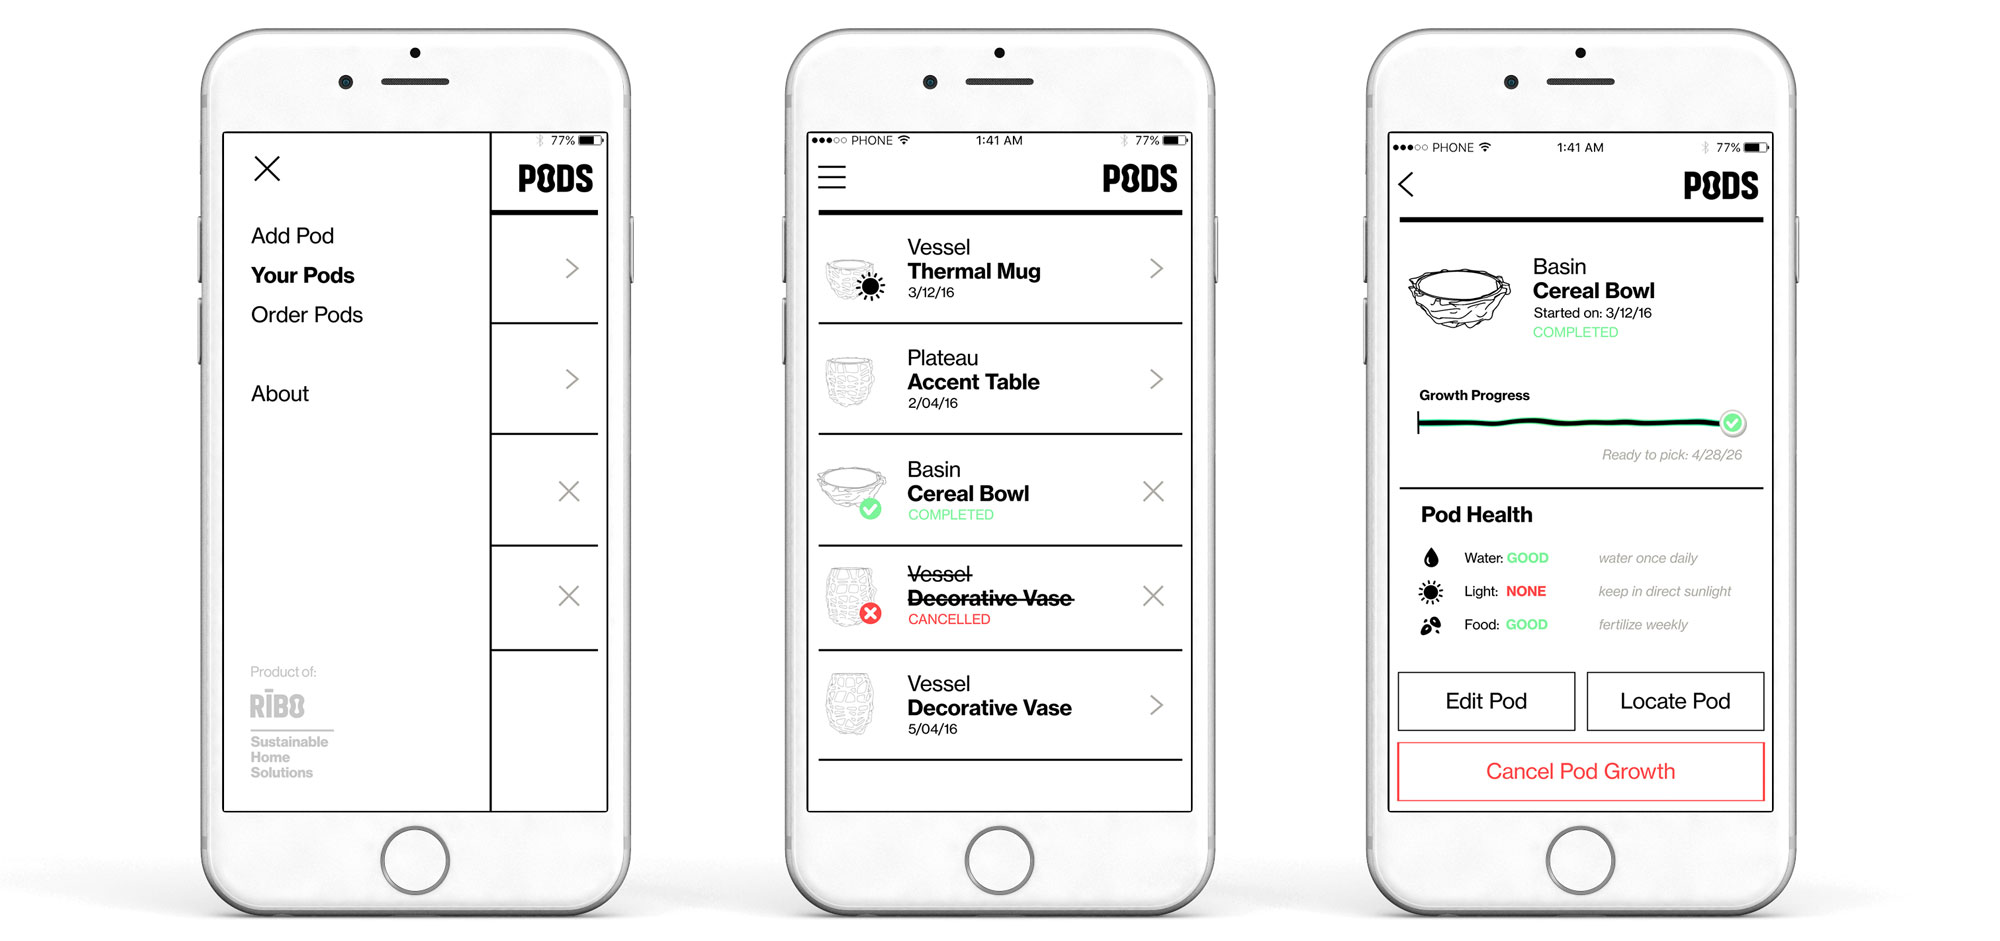 77%
PODS
Add Pod
Your Pods
Order Pods
About
Product of:
RĪBO
Sustainable
Home
Solutions
PHONE 1:41 AM 77%
PODS
Vessel
Thermal Mug
3/12/16
Plateau
Accent Table
2/04/16
Basin
Cereal Bowl
COMPLETED
Vessel
Decorative Vase
CANCELLED
Vessel
Decorative Vase
5/04/16
PHONE 1:41 AM 77%
PODS
Basin
Cereal Bowl
Started on: 3/12/16
COMPLETED
Growth Progress
Ready to pick: 4/28/26
Pod Health
Water: GOOD water once daily
Light: NONE keep in direct sunlight
Food: GOOD fertilize weekly
Edit Pod Locate Pod
Cancel Pod Growth